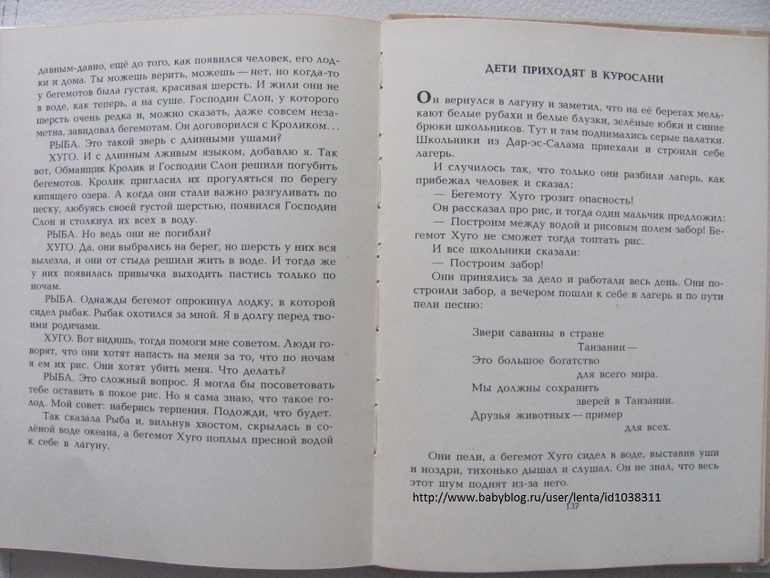 давным-давно, ещё до того, как появился человек, его лод-
ки и дома. Ты можешь верить, можешь — нет, но когда-то
у бегемотов была густая, красивая шерсть. И жили они не
в воде, как теперь, а на суше. Господин Слон, у которого
шерсть очень редка и, можно сказать, даже совсем неза-
метна, завидовал бегемотам. Он договорился с Кроликом...
РЫБА. Это такой зверь с длинными ушами?
ХУГО. И с длинным лживым языком, добавлю я. Так
вот, Обманщик Кролик и Господин Слон решили погубить
бегемотов. Кролик пригласил их прогуляться по берегу
кипящего озера. А когда они стали важно разгуливать по
песку, любуясь своей густой шерстью, появился Господин
Слон и столкнул их всех в воду.
РЫБА. Но ведь они не погибли?
ХУГО. Да, они выбрались на берег, но шерсть у них вся
вылезла, и они от стыда решили жить в воде. И тогда же
у них появилась привычка выходить пастись только по
ночам.
РЫБА. Однажды бегемот опрокинул лодку, в которой
сидел рыбак. Рыбак охотился за мной. Я в долгу перед тво-
ими родичами.
ХУГО. Вот видишь, тогда помоги мне советом. Люди го-
ворят, что они хотят напасть на меня за то, что по ночам
я ем их рис. Они хотят убить меня. Что делать?
РЫБА. Это сложный вопрос. Я могла бы посоветовать
тебе оставить в покое рис. Но я сама знаю, что такое го-
лод. Мой совет: наберись терпения. Подожди, что будет.
Так сказала Рыба и, вильнув хвостом, скрылась в со-
лёной воде океана, а бегемот Хуго поплыл пресной водой
к себе в лагуну.
ДЕТИ ПРИХОДЯТ В КУРОСАНИ
Он вернулся в лагуну и заметил, что на её берегах мель-
кают белые рубахи и белые блузки, зелёные юбки и синие
брюки школьников. Тут и там поднимались серые палатки.
Школьники из Дар-эс-Салама приехали и строили себе
лагерь.
И случилось так, что только они разбили лагерь, как
прибежал человек и сказал:
— Бегемоту Хуго грозит опасность!
Он рассказал про рис, и тогда один мальчик предложил:
— Построим между водой и рисовым полем забор! Бе-
гемот Хуго не сможет тогда топтать рис.
И все школьники сказали:
— Построим забор!
Они принялись за дело и работали весь день. Они по-
строили забор, а вечером пошли к себе в лагерь и по пути
пели песню:
Звери саванны в стране
Танзании —
Это большое богатство
для всего мира.
Мы должны сохранить
зверей в Танзании.
Друзья животных — пример
для всех.
Они пели, а бегемот Хуго сидел в воде, выставив уши
и ноздри, тихонько дышал и слушал. Он не знал, что весь
этот шум поднят из-за него.
http://www.babyblog.ru/user/lenta/id1038311
137